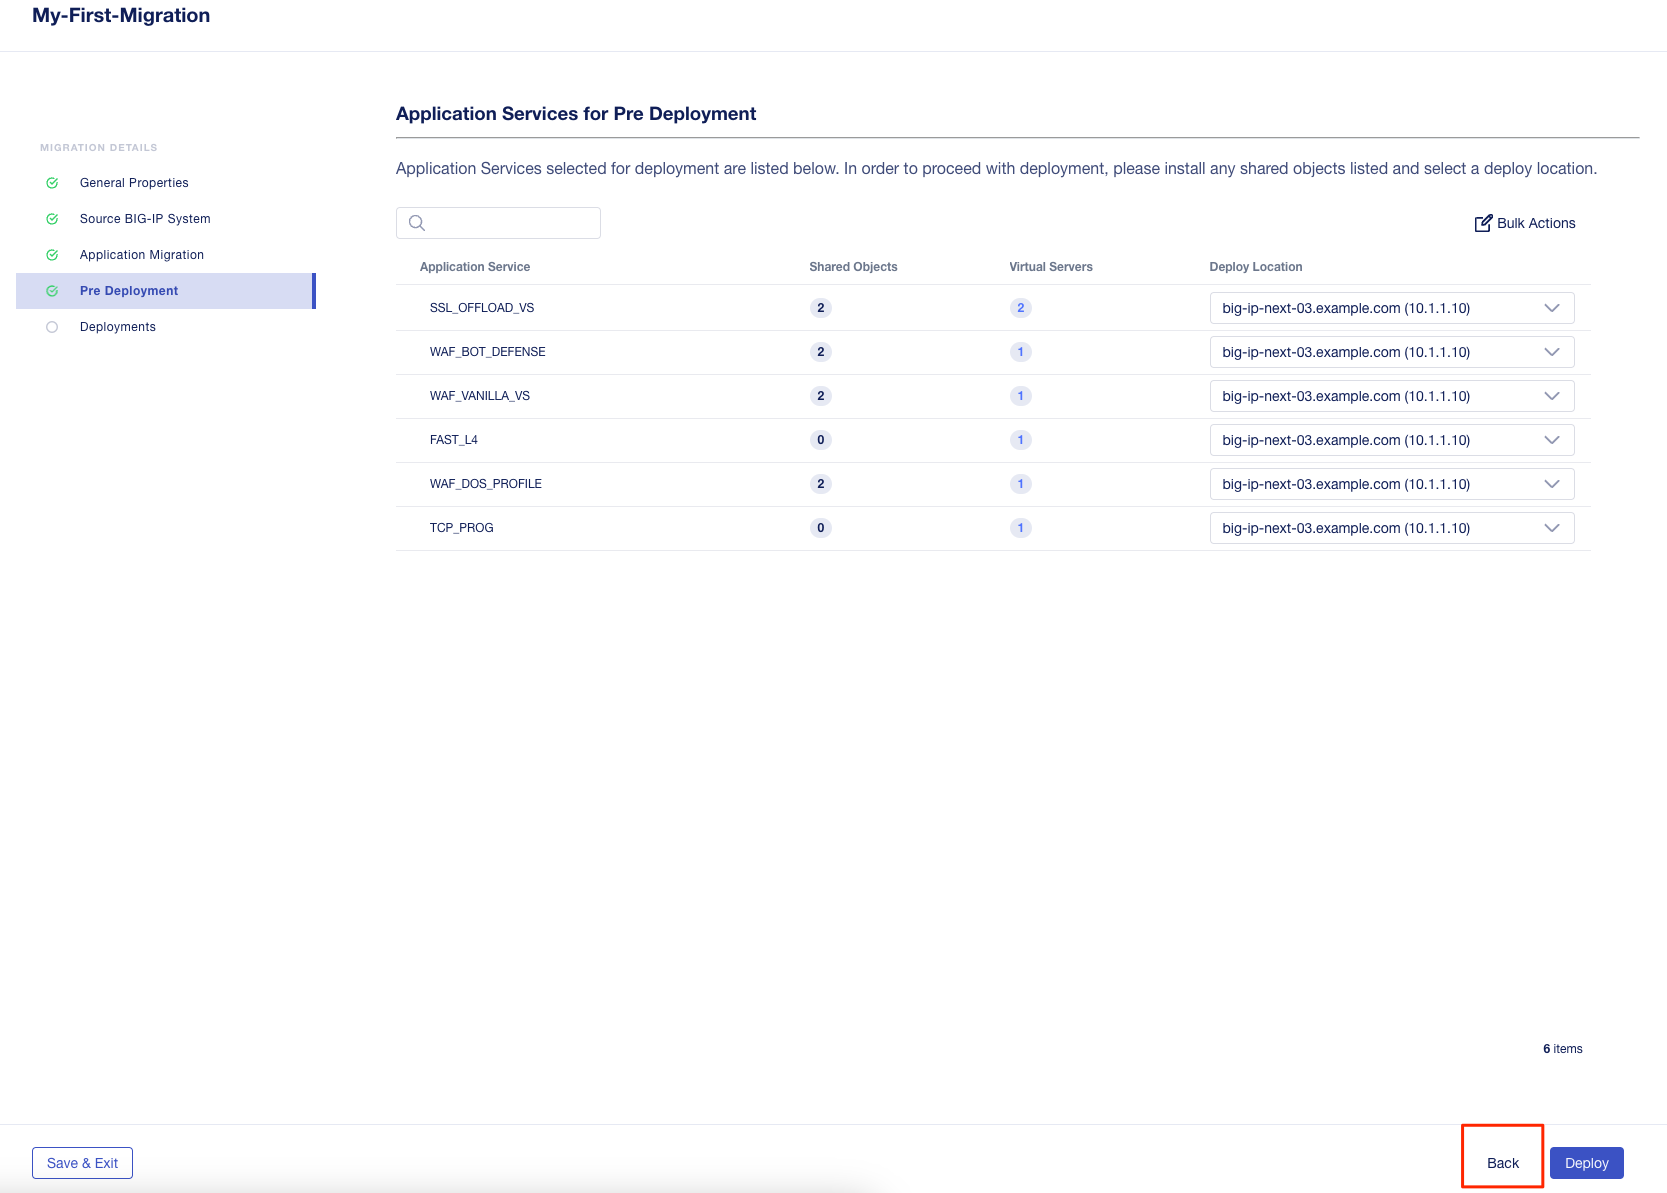 My-First-Migration
MIGRATION DETAILS
General Properties
Source BIG-IP System
Application Migration
Pre Deployment
Deployments
Application Services for Pre Deployment
Application Services selected for deployment are listed below. In order to proceed with deployment, please install any shared objects listed and select a deploy location.
Bulk Actions
Application Service Shared Objects Virtual Servers Deploy Location
SSL_OFFLOAD_VS 2 2 big-ip-next-03.example.com (10.1.1.10)
WAF_BOT_DEFENSE 2 1 big-ip-next-03.example.com (10.1.1.10)
WAF_VANILLA_VS 2 1 big-ip-next-03.example.com (10.1.1.10)
FAST_L4 0 1 big-ip-next-03.example.com (10.1.1.10)
WAF_DOS_PROFILE 2 1 big-ip-next-03.example.com (10.1.1.10)
TCP_PROG 0 1 big-ip-next-03.example.com (10.1.1.10)
6 items
Save & Exit Back Deploy